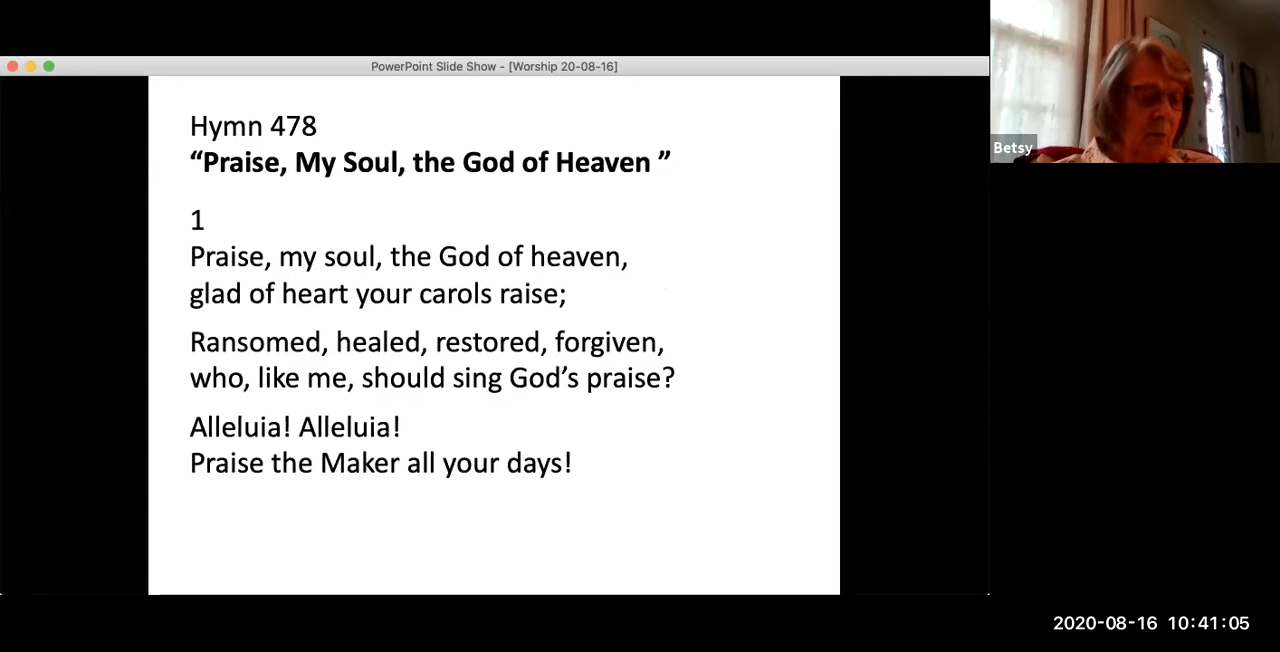 PowerPoint Slide Show - [Worship 20-08-16]
Hymn 478
“Praise, My Soul, the God of Heaven ”
1
Praise, my soul, the God of heaven,
glad of heart your carols raise;
Ransomed, healed, restored, forgiven,
who, like me, should sing God’s praise?
Alleluia! Alleluia!
Praise the Maker all your days!
Betsy
2020-08-16 10:41:05